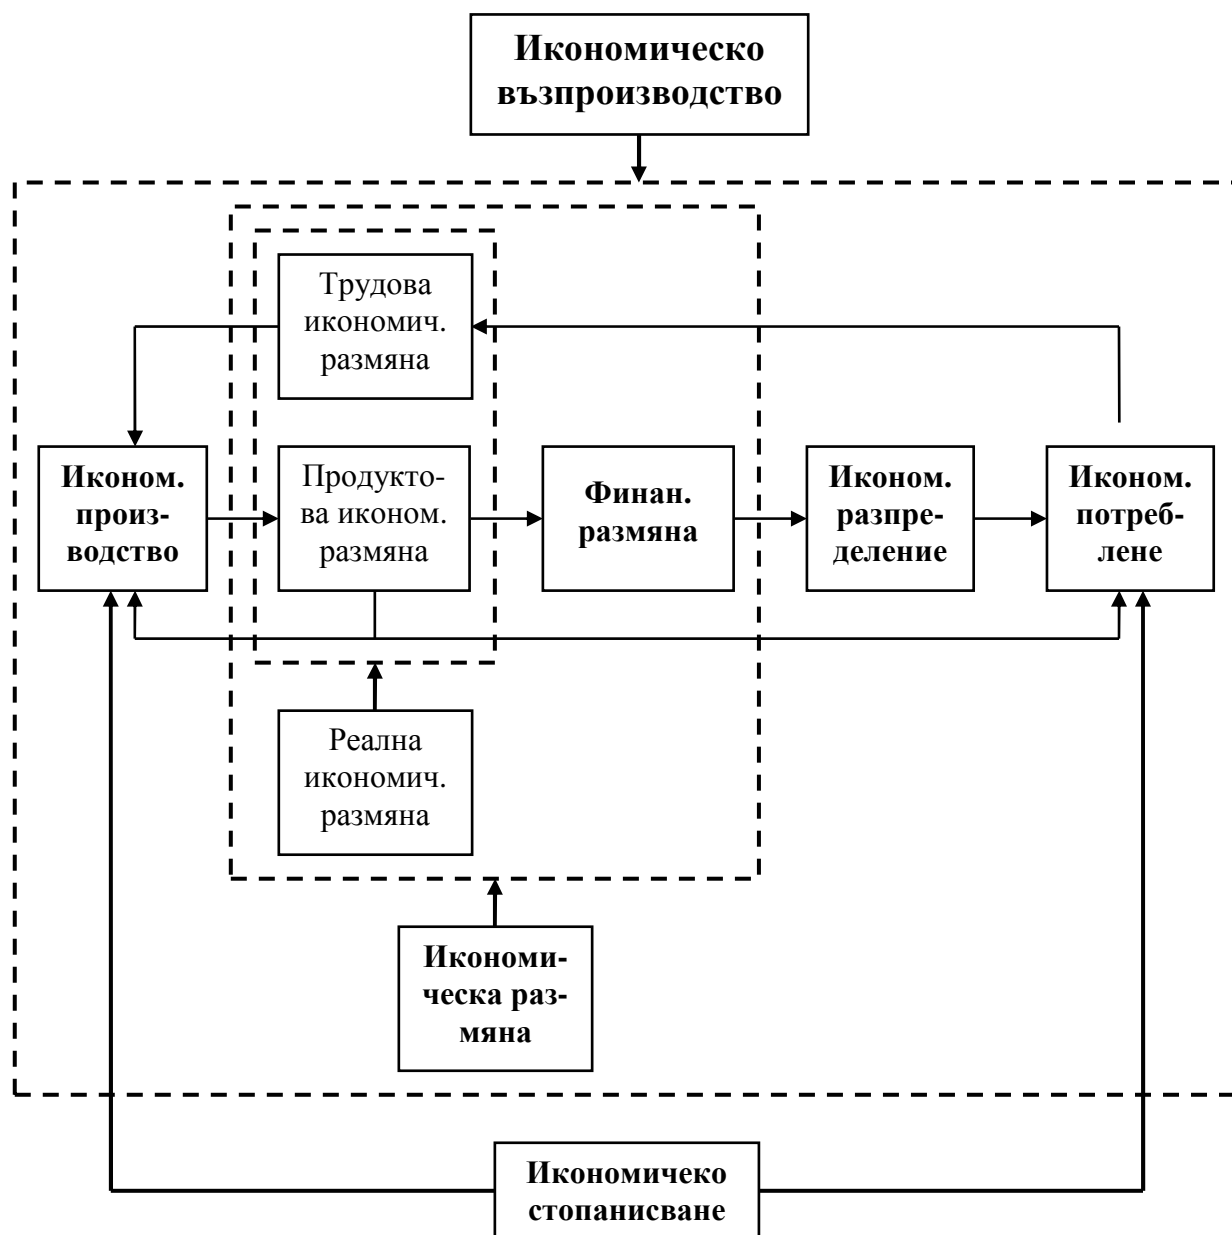 Икономическо
възпроизводство
Трудова
икономич.
размяна
Иконом.
произ-
водство
Продукто-
ва иконом.
размяна
Финан.
размяна
Иконом.
разпре-
деление
Иконом.
потреб-
лене
Реална
икономич.
размяна
Икономи-
ческа раз-
мяна
Икономичеко
стопанисване